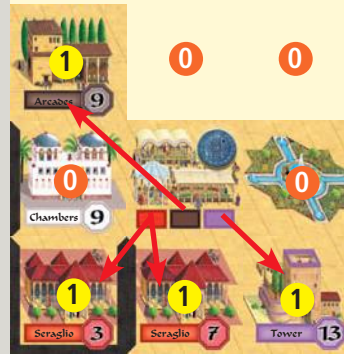 1 0 0
Arcades 9
0 0
Chambers 9
1 1 1
Seraglio 3 Seraglio 7 Tower 13